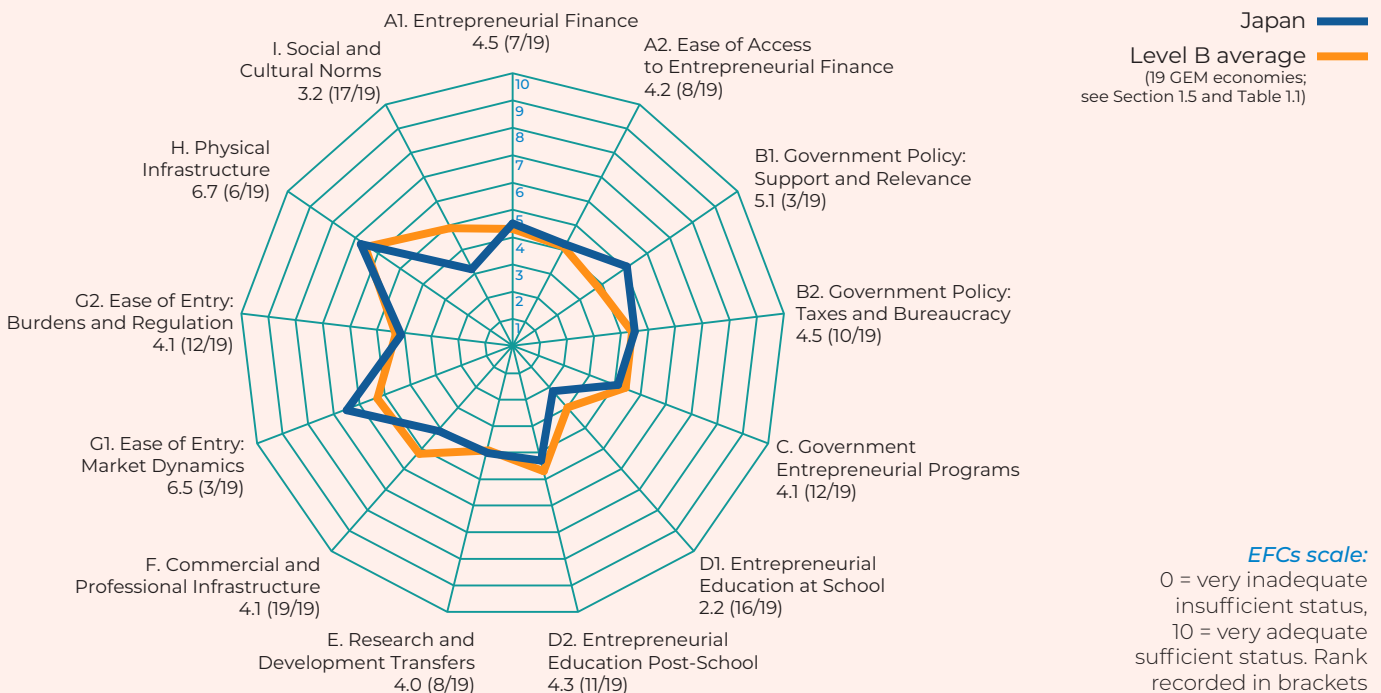 A1. Entrepreneurial Finance
4.5 (7/19)
A2. Ease of Access
to Entrepreneurial Finance
4.2 (8/19)
B1. Government Policy:
Support and Relevance
5.1 (3/19)
B2. Government Policy:
Taxes and Bureaucracy
4.5 (10/19)
C. Government
Entrepreneurial Programs
4.1 (12/19)
D1. Entrepreneurial
Education at School
2.2 (16/19)
D2. Entrepreneurial
Education Post-School
4.3 (11/19)
E. Research and
Development Transfers
4.0 (8/19)
F. Commercial and
Professional Infrastructure
4.1 (19/19)
G1. Ease of Entry:
Market Dynamics
6.5 (3/19)
G2. Ease of Entry:
Burdens and Regulation
4.1 (12/19)
H. Physical
Infrastructure
6.7 (6/19)
I. Social and
Cultural Norms
3.2 (17/19)
10
9
8
7
6
5
4
3
2
1
Japan
Level B average
(19 GEM economies;
see Section 1.5 and Table 1.1)
EFCs scale:
0 = very inadequate
insufficient status,
10 = very adequate
sufficient status. Rank
recorded in brackets